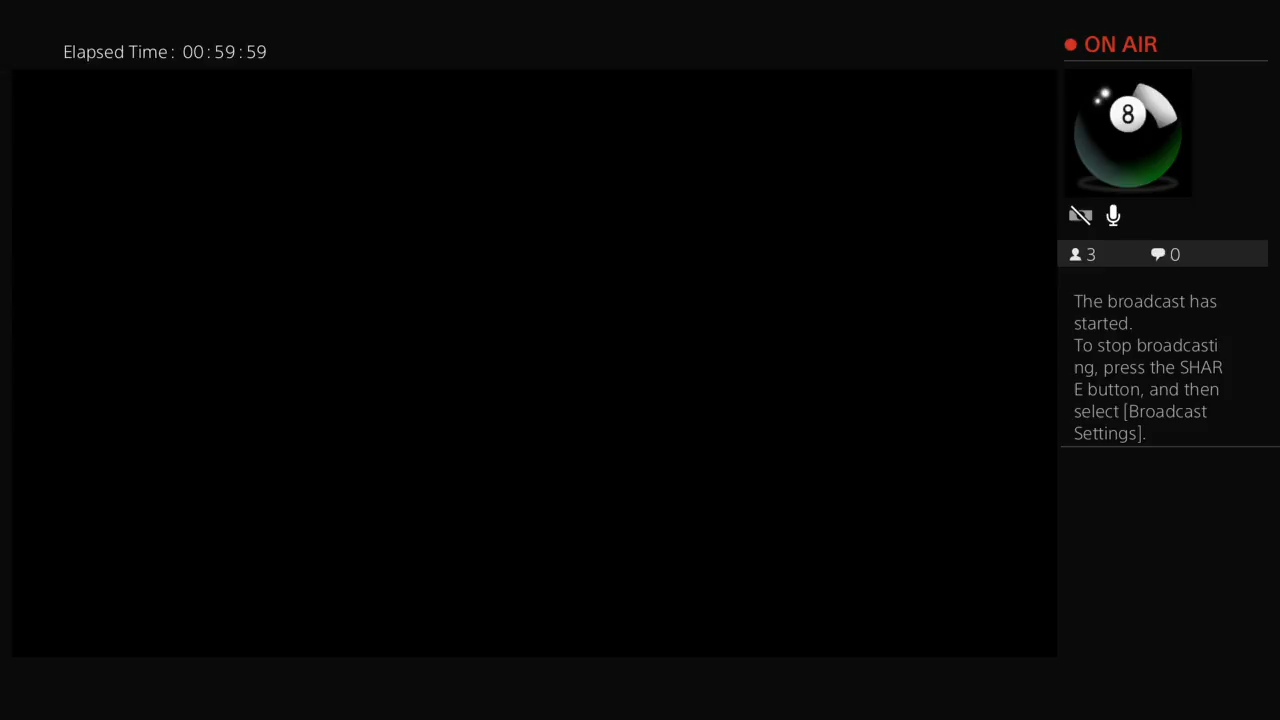 Elapsed Time: 00:59:59
ON AIR
8
3 0
The broadcast has
started.
To stop broadcasti
ng, press the SHAR
E button, and then
select [Broadcast
Settings].